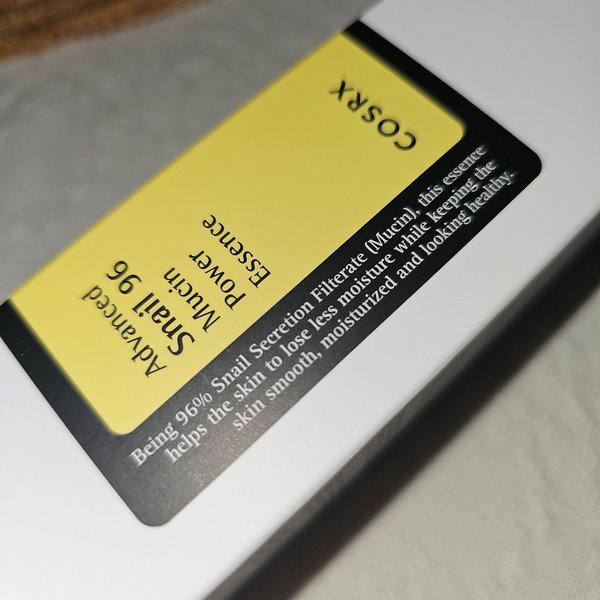 COSRX
Advanced
Snail 96
Mucin
Power
Essence
Being 96% Snail Secretion Filterate (Mucin), this essence
helps the skin to lose less moisture while keeping the
skin smooth, moisturized and looking healthy.